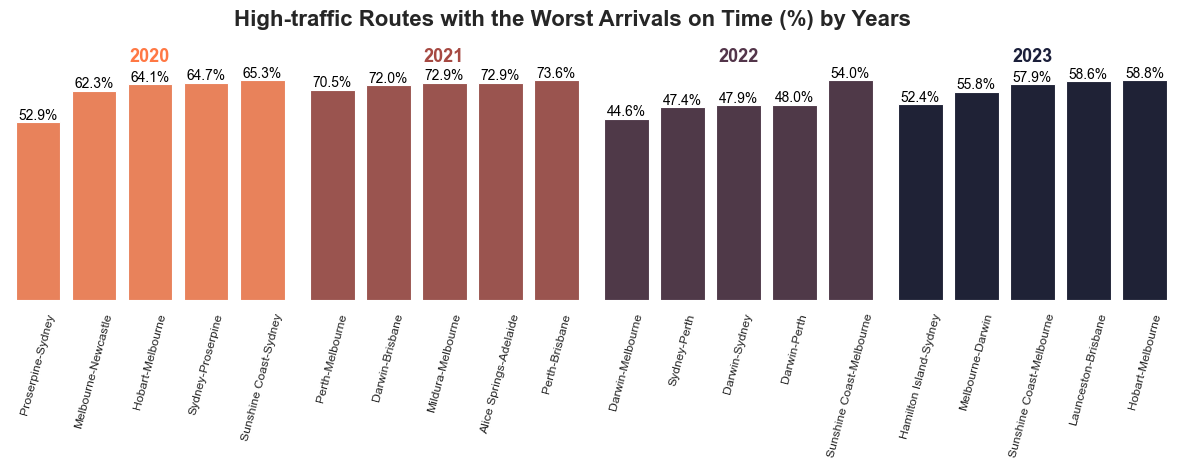 High-traffic Routes with the Worst Arrivals on Time (%) by Years
2020
52.9%
62.3%
64.1%
64.7%
65.3%
Proserpine-Sydney
Melbourne-Newcastle
Hobart-Melbourne
Sydney-Proserpine
Sunshine Coast-Sydney
2021
70.5%
72.0%
72.9%
72.9%
73.6%
Perth-Melbourne
Darwin-Brisbane
Mildura-Melbourne
Alice Springs-Adelaide
Perth-Brisbane
2022
44.6%
47.4%
47.9%
48.0%
54.0%
Darwin-Melbourne
Sydney-Perth
Darwin-Sydney
Darwin-Perth
Sunshine Coast-Melbourne
2023
52.4%
55.8%
57.9%
58.6%
58.8%
Hamilton Island-Sydney
Melbourne-Darwin
Sunshine Coast-Melbourne
Launceston-Brisbane
Hobart-Melbourne